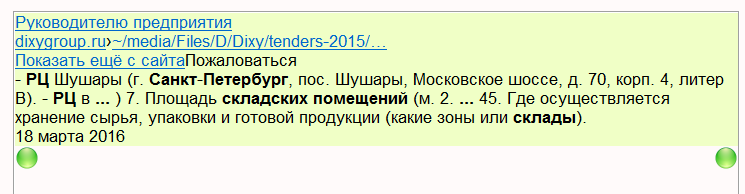 Руководителю предприятия
dixygroup.ru›~/media/Files/D/Dixy/tenders-2015/…
Показать ещё с сайтаПожаловаться
- РЦ Шушары (г. Санкт-Петербург, пос. Шушары, Московское шоссе, д. 70, корп. 4, литер
В). - РЦ в ... ) 7. Площадь складских помещений (м. 2. ... 45. Где осуществляется
хранение сырья, упаковки и готовой продукции (какие зоны или склады).
18 марта 2016